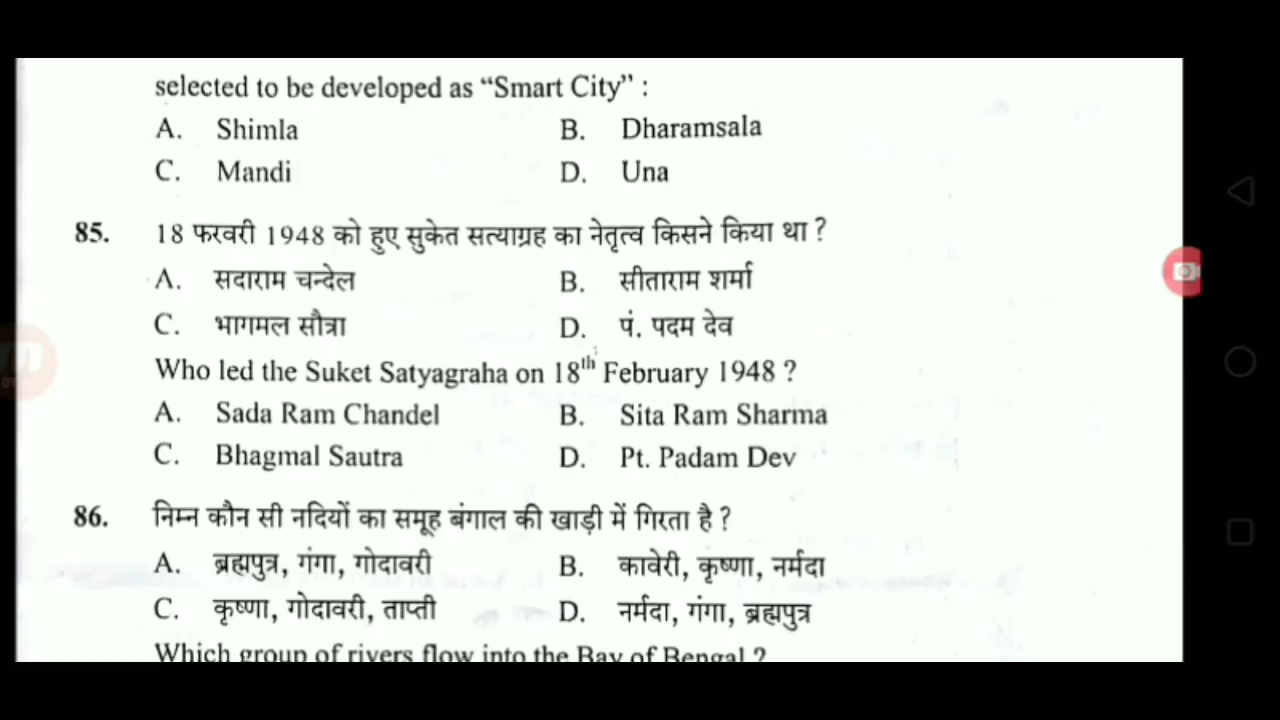 selected to be developed as “Smart City” :
A. Shimla B. Dharamsala
C. Mandi D. Una
85. 18 फरवरी 1948 को हुए सुकेत सत्याग्रह का नेतृत्व किसने किया था ?
A. सदाराम चन्देल B. सीताराम शर्मा
C. भागमल सौत्रा D. पं. पदम देव
Who led the Suket Satyagraha on 18th February 1948 ?
A. Sada Ram Chandel B. Sita Ram Sharma
C. Bhagmal Sautra D. Pt. Padam Dev
86. निम्न कौन सी नदियों का समूह बंगाल की खाड़ी में गिरता है ?
A. ब्रह्मपुत्र, गंगा, गोदावरी B. कावेरी, कृष्णा, नर्मदा
C. कृष्णा, गोदावरी, ताप्ती D. नर्मदा, गंगा, ब्रह्मपुत्र
Which group of rivers flow into the Bay of Bengal ?